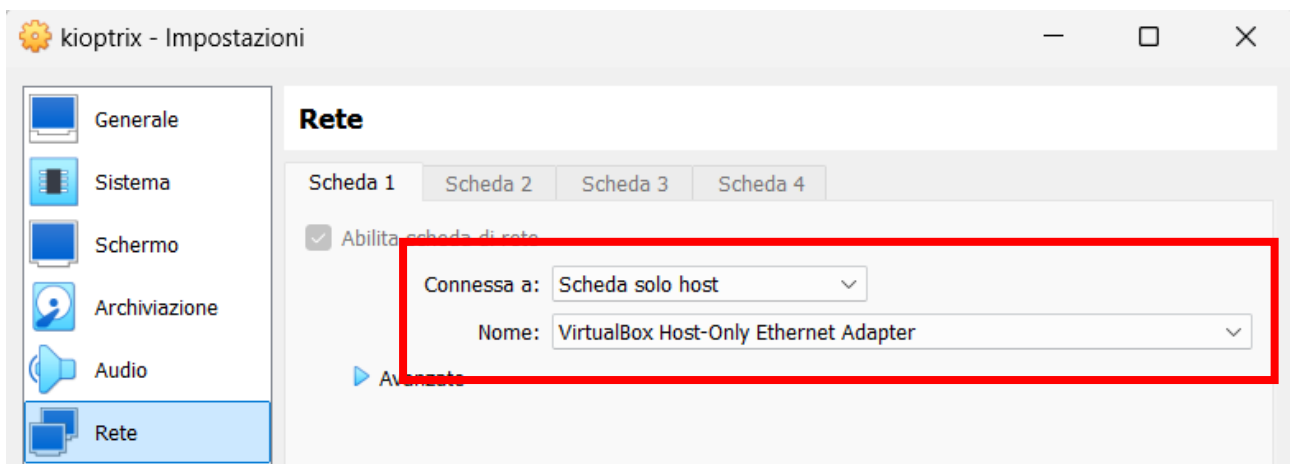 kioptrix - Impostazioni
Generale
Sistema
Schermo
Archiviazione
Audio
Rete
Rete
Scheda 1 Scheda 2 Scheda 3 Scheda 4
Abilita scheda di rete
Connessa a: Scheda solo host
Nome: VirtualBox Host-Only Ethernet Adapter
Avanzate